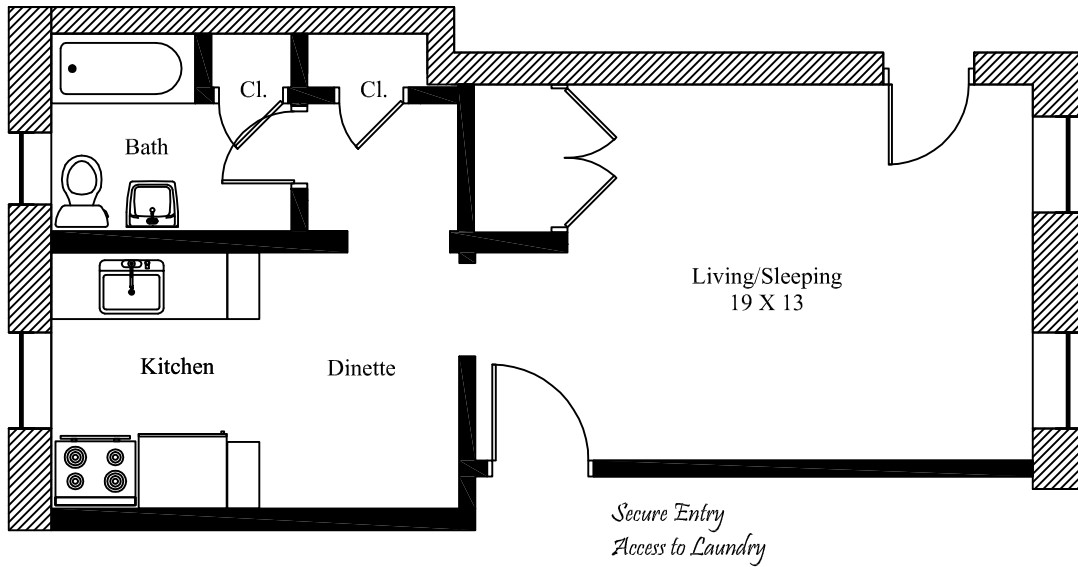 Cl.
Cl.
Bath
Living/Sleeping
19 X 13
Kitchen
Dinette
Secure Entry
Access to Laundry